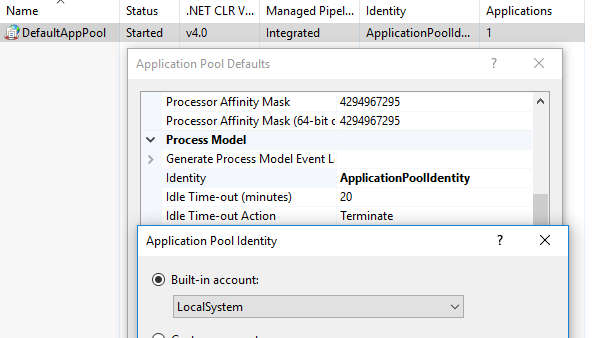 Name Status .NET CLR V... Managed Pipel... Identity Applications
DefaultAppPool Started v4.0 Integrated ApplicationPoolId... 1
Application Pool Defaults ?
Processor Affinity Mask 4294967295
Processor Affinity Mask (64-bit o 4294967295
Process Model
Generate Process Model Event L
Identity ApplicationPoolIdentity
Idle Time-out (minutes) 20
Idle Time-out Action Terminate
Application Pool Identity ?
Built-in account:
LocalSystem